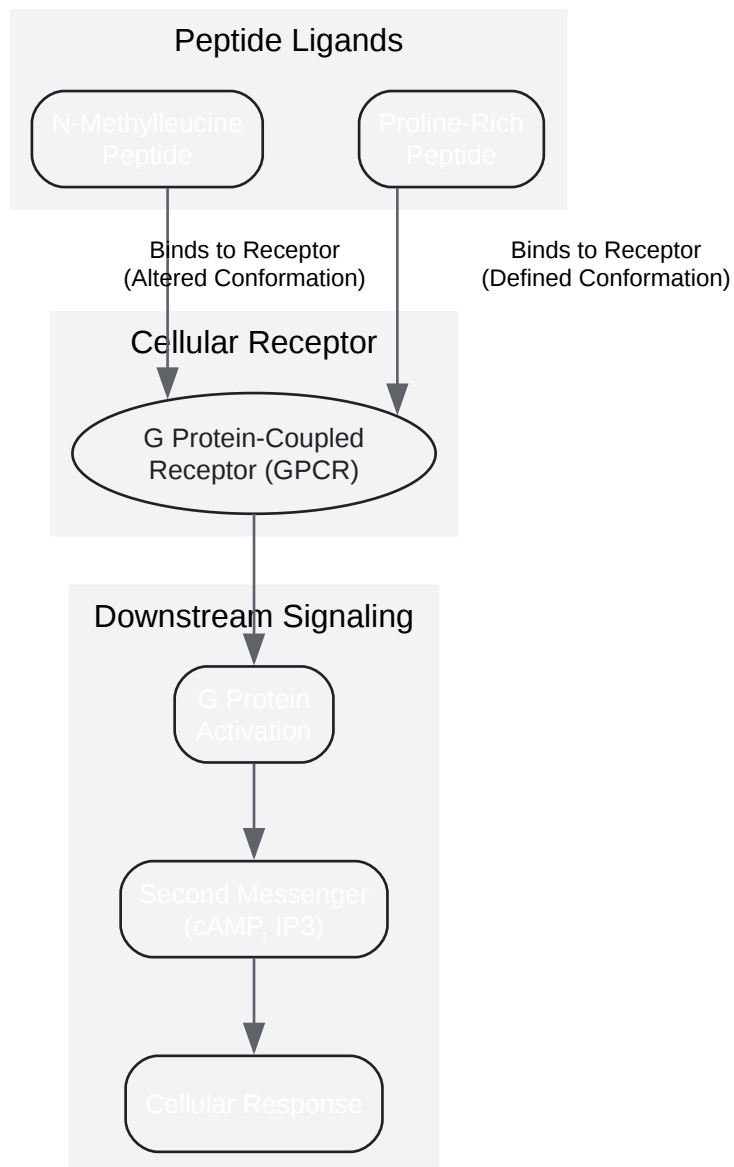 Peptide Ligands
N-Methylleucine
Peptide
Proline-Rich
Peptide
Binds to Receptor
(Altered Conformation)
Binds to Receptor
(Defined Conformation)
Cellular Receptor
G Protein-Coupled
Receptor (GPCR)
Downstream Signaling
G Protein
Activation
Second Messenger
(cAMP, IP3)
Cellular Response